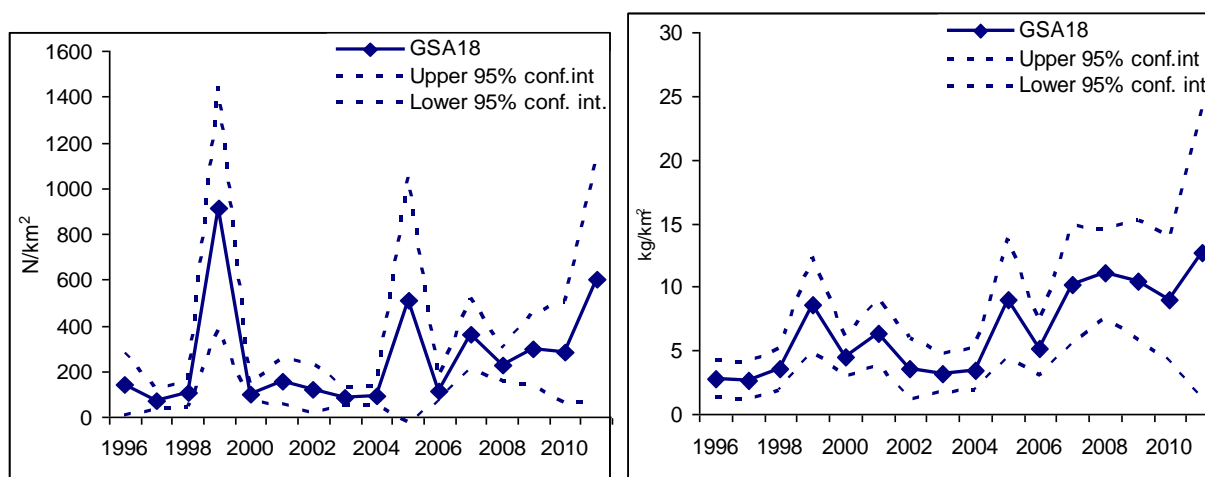 1600
1400
1200
1000
800
600
400
200
0
N/km²
GSA18
Upper 95% conf.int
Lower 95% conf. int.
1996 1998 2000 2002 2004 2006 2008 2010
30
25
20
15
10
5
0
kg/km²
GSA18
Upper 95% conf.int
Lower 95% conf. int
1996 1998 2000 2002 2004 2006 2008 2010